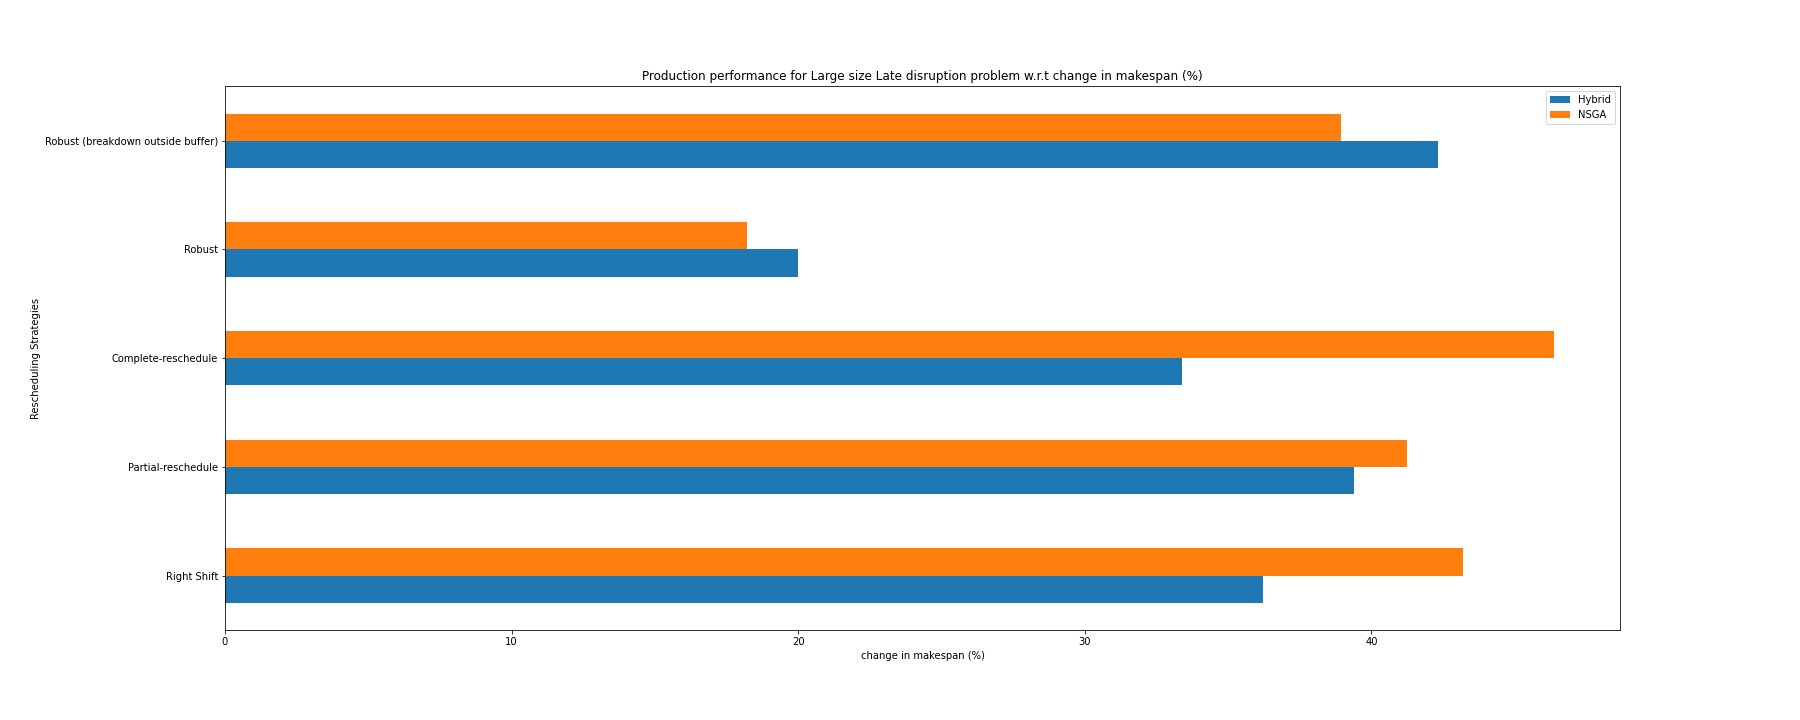 Production performance for Large size Late disruption problem w.r.t change in makespan (%)
Hybrid
NSGA
Robust (breakdown outside buffer)
Robust
Complete-reschedule
Partial-reschedule
Right Shift
Rescheduling Strategies
0 10 20 30 40
change in makespan (%)